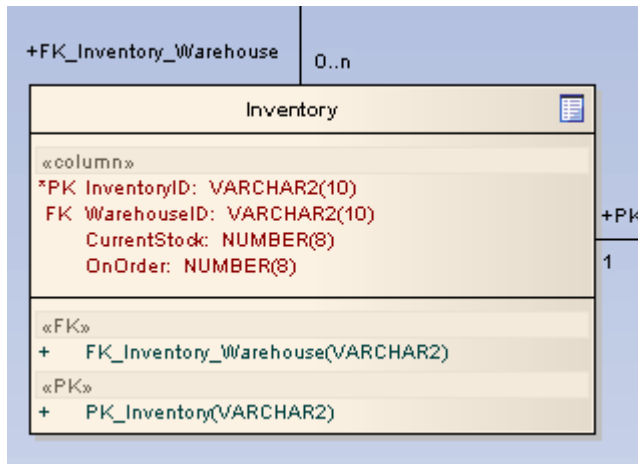 +FK_Inventory_Warehouse
0..n
Inventory
«column»
*PK InventoryID: VARCHAR2(10)
FK WarehouseID: VARCHAR2(10)
CurrentStock: NUMBER(8)
OnOrder: NUMBER(8)
+PK
1
«FK»
+ FK_Inventory_Warehouse(VARCHAR2)
«PK»
+ PK_Inventory(VARCHAR2)